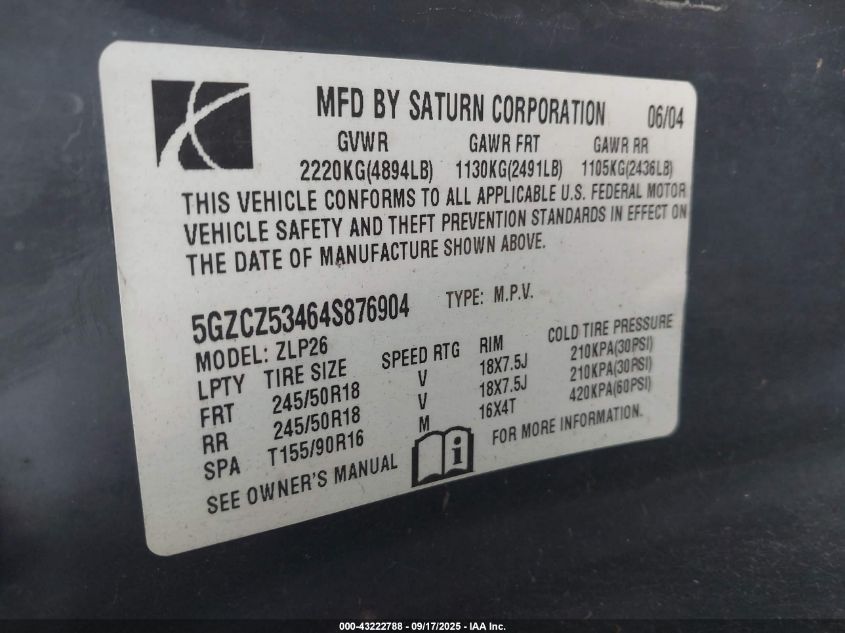 MFD BY SATURN CORPORATION 06/04
GVWR GAWR FRT GAWR RR
2220KG(4894LB) 1130KG(2491LB) 1105KG(2436LB)
THIS VEHICLE CONFORMS TO ALL APPLICABLE U.S. FEDERAL MOTOR
VEHICLE SAFETY AND THEFT PREVENTION STANDARDS IN EFFECT ON
THE DATE OF MANUFACTURE SHOWN ABOVE.
5GZCZ53464S876904 TYPE: M.P.V.
MODEL: ZLP26
LPTY TIRE SIZE SPEED RTG RIM COLD TIRE PRESSURE
FRT 245/50R18 V 18X7.5J 210KPA(30PSI)
RR 245/50R18 V 18X7.5J 210KPA(30PSI)
SPA T155/90R16 M 16X4T 420KPA(60PSI)
SEE OWNER'S MANUAL i FOR MORE INFORMATION.
000-43222788 - 09/17/2025 - IAA Inc.